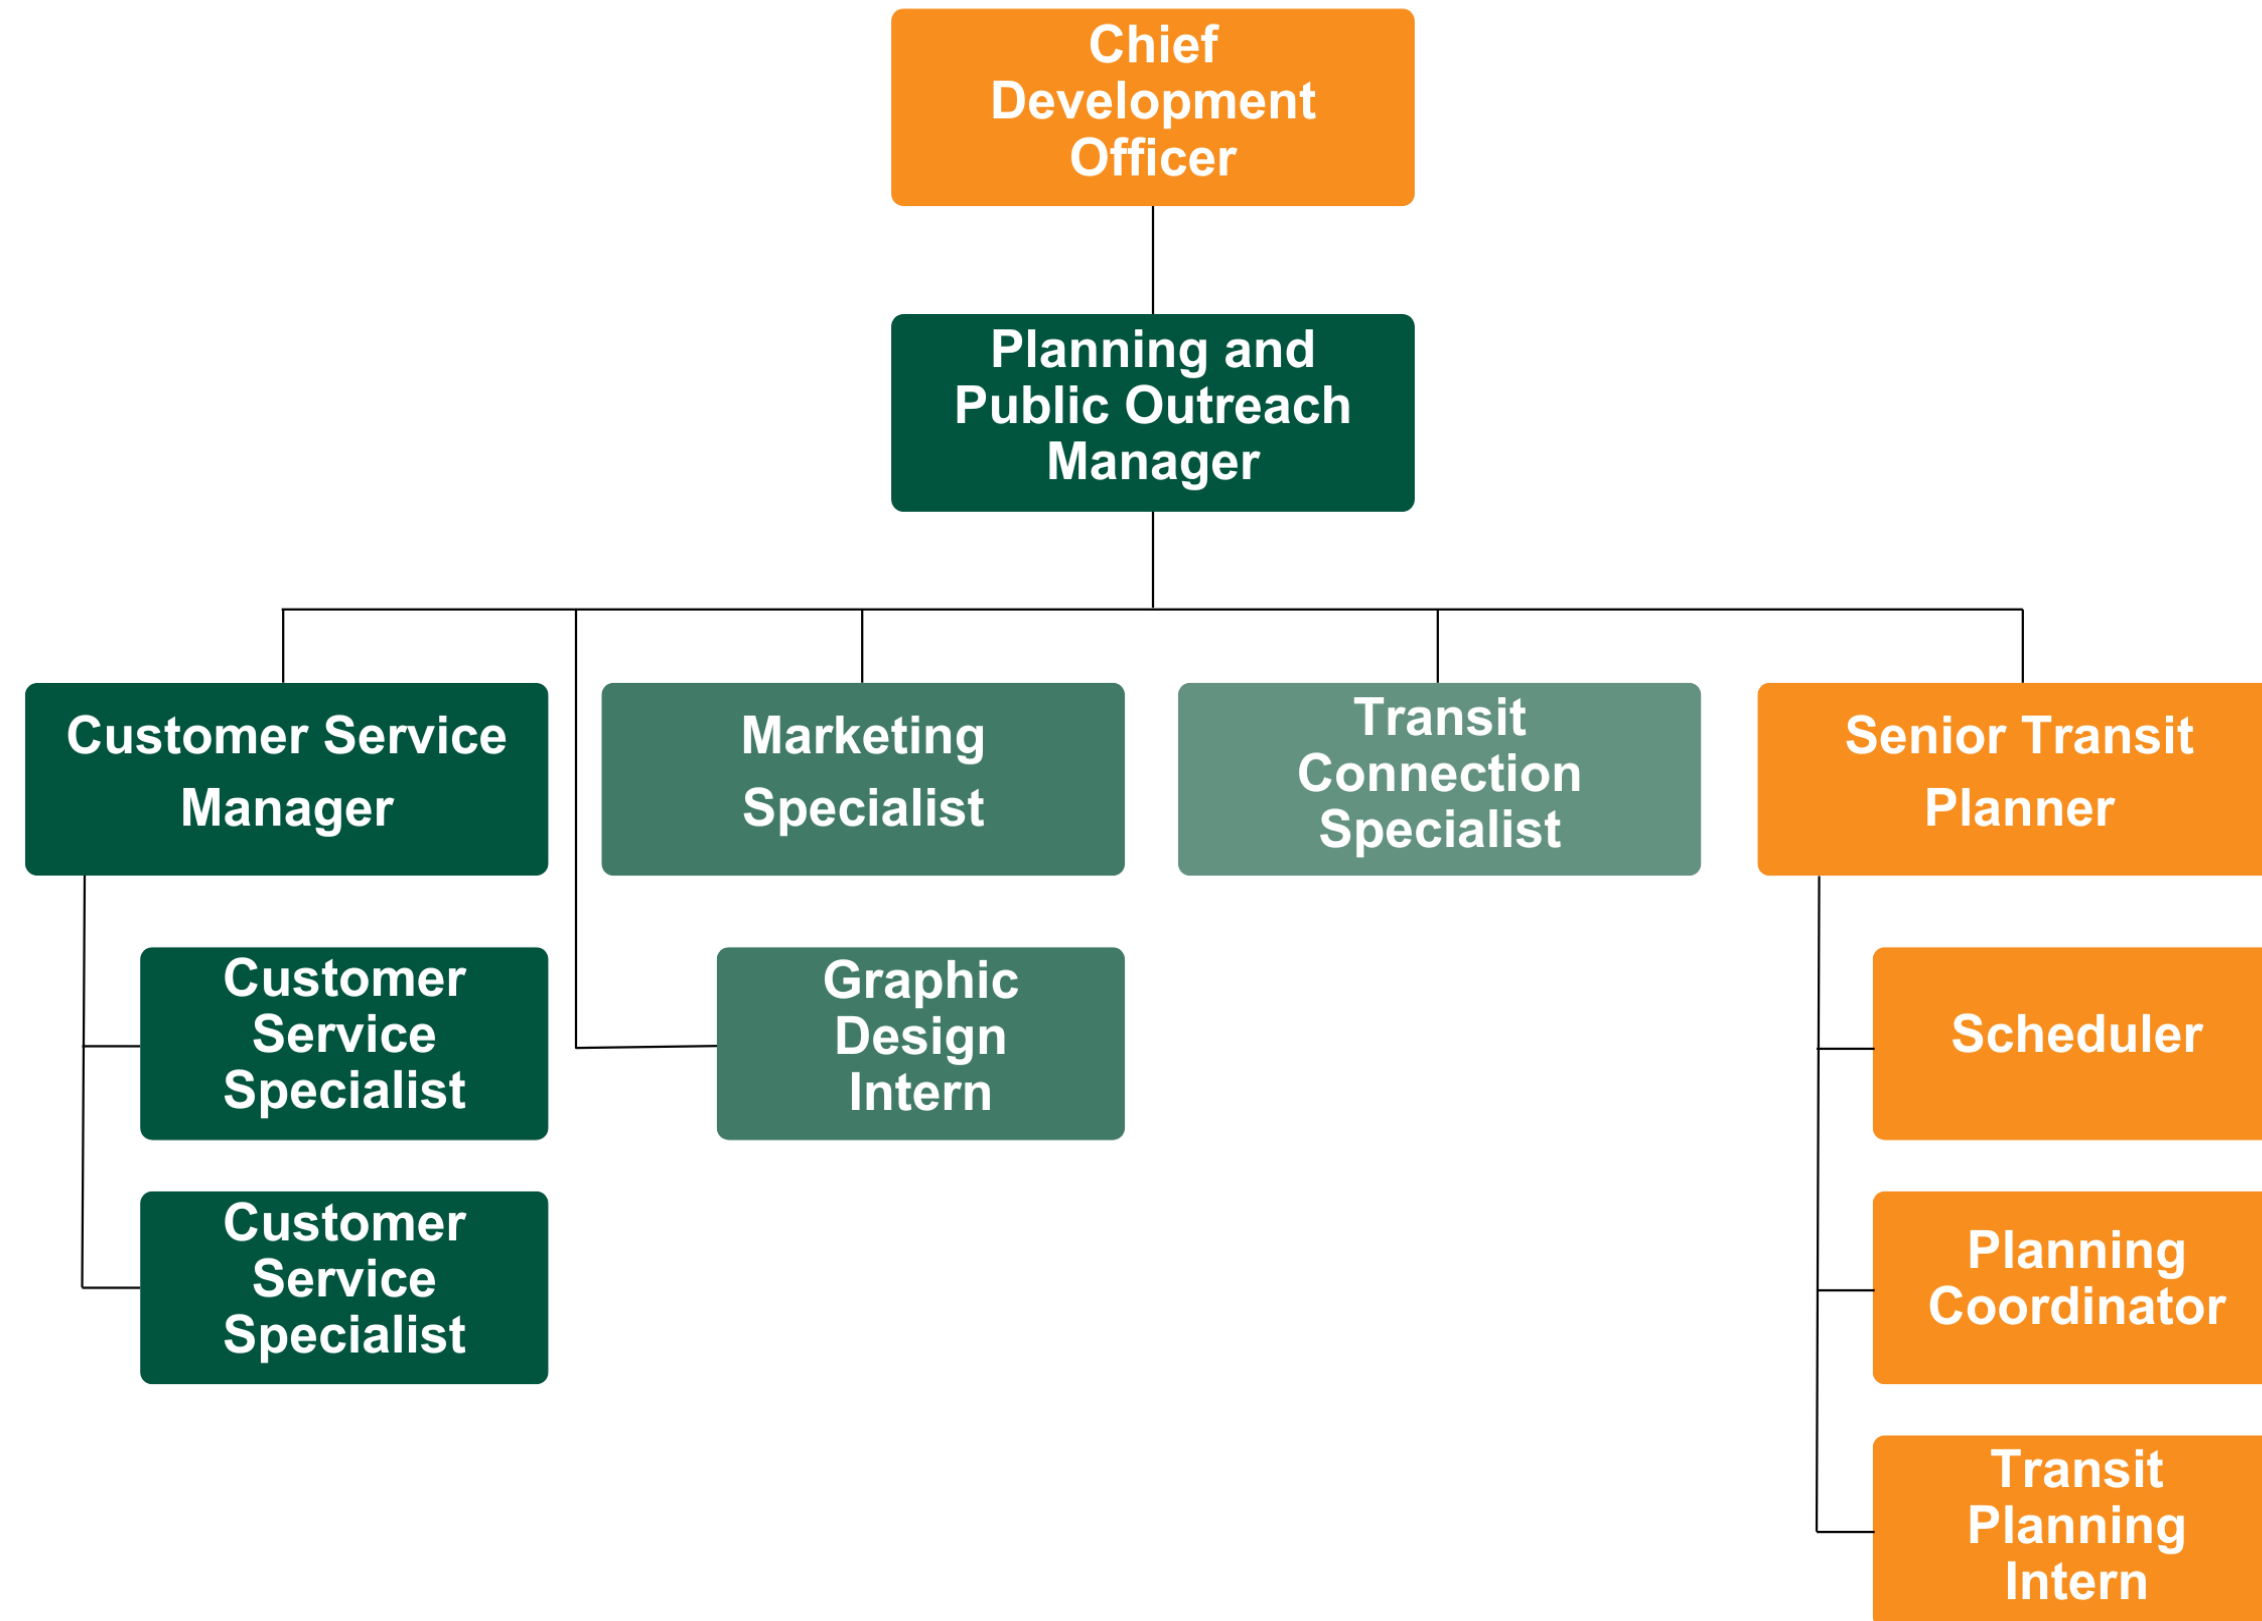 Chief
Development
Officer
Planning and
Public Outreach
Manager
Customer Service
Manager
Marketing
Specialist
Transit
Connection
Specialist
Senior Transit
Planner
Customer
Service
Specialist
Graphic
Design
Intern
Scheduler
Customer
Service
Specialist
Planning
Coordinator
Transit
Planning
Intern